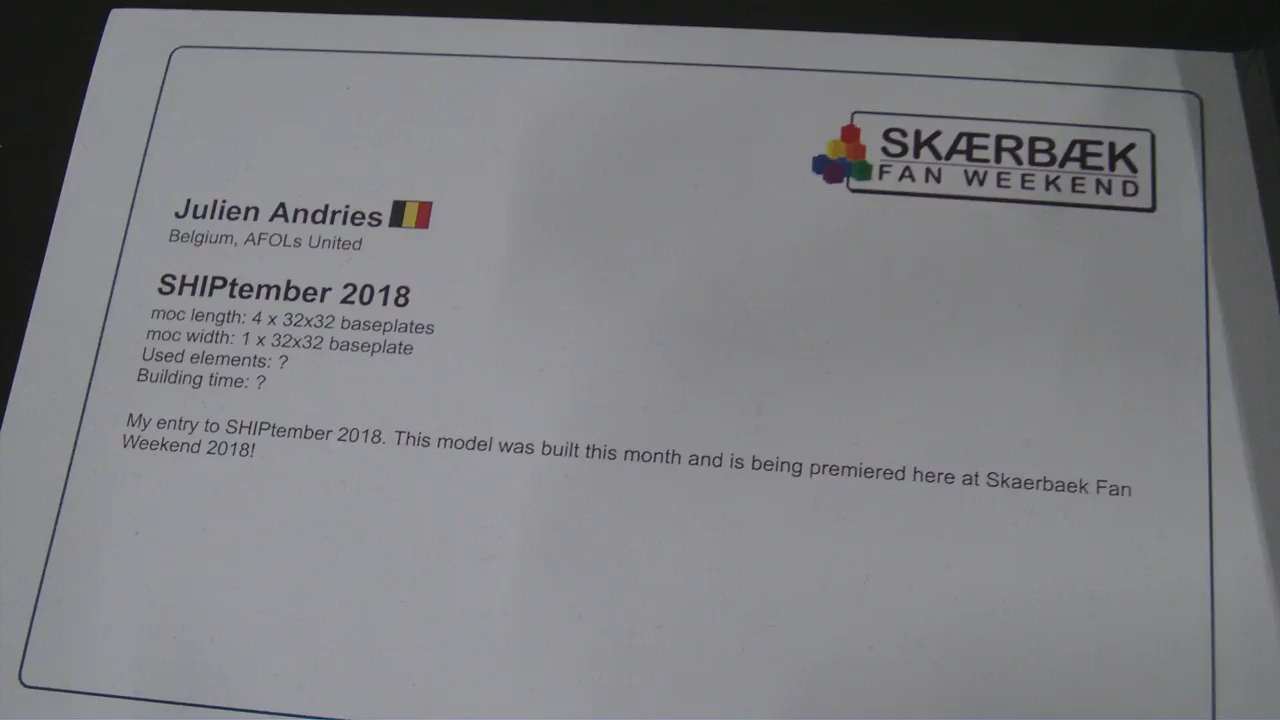 SKÆRBÆK
FAN WEEKEND
Julien Andries
Belgium, AFOLs United
SHIPtember 2018
moc length: 4 x 32x32 baseplates
moc width: 1 x 32x32 baseplate
Used elements: ?
Building time: ?
My entry to SHIPtember 2018. This model was built this month and is being premiered here at Skaerbaek Fan
Weekend 2018!